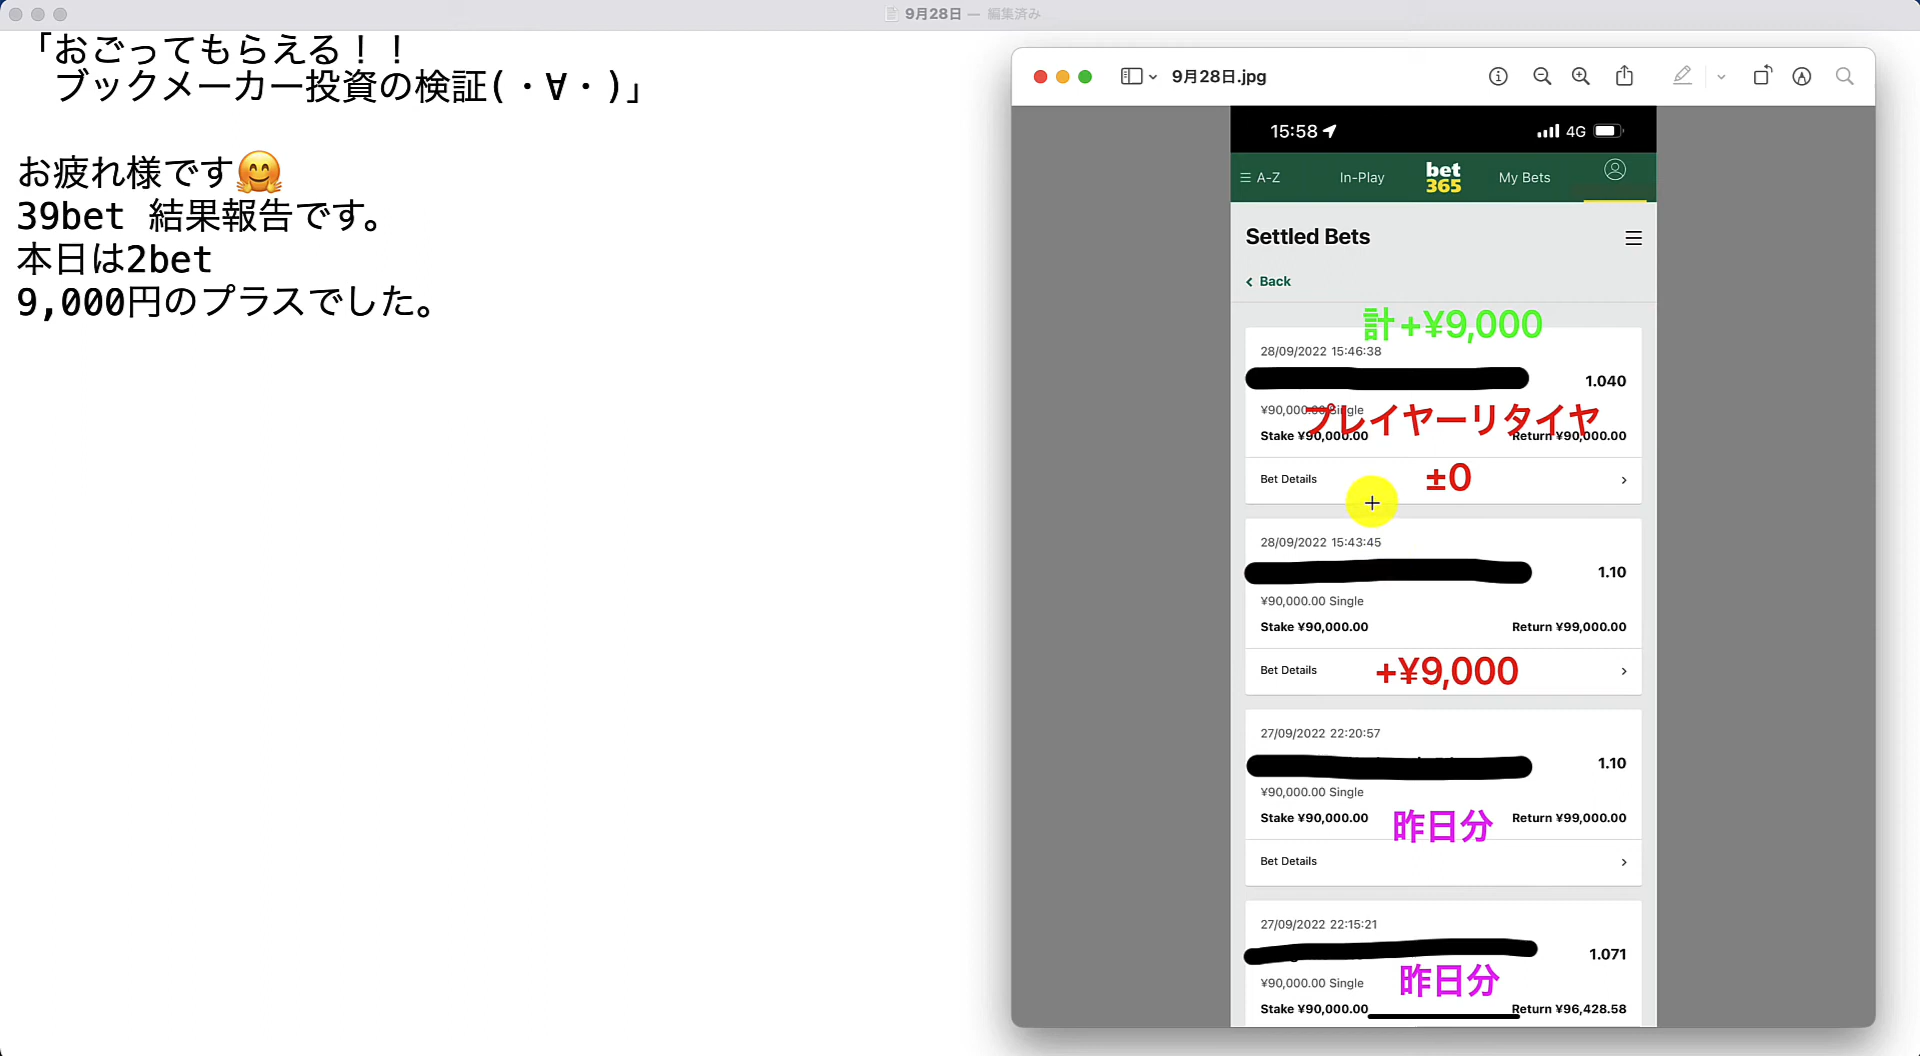 9月28日 — 編集済み
「おごってもらえる！！
ブックメーカー投資の検証(・∀・)」
お疲れ様です🤗
39bet 結果報告です。
本日は2bet
9,000円のプラスでした。
9月28日.jpg
15:58
4G
A-Z
In-Play
bet365
My Bets
Settled Bets
Back
計+¥9,000
28/09/2022 15:46:38
1.040
¥90,000.00 Single
プレイヤーリタイヤ
Stake ¥90,000.00
Return ¥90,000.00
Bet Details
±0
28/09/2022 15:43:45
1.10
¥90,000.00 Single
Stake ¥90,000.00
Return ¥99,000.00
Bet Details
+¥9,000
27/09/2022 22:20:57
1.10
¥90,000.00 Single
Stake ¥90,000.00
昨日分
Return ¥99,000.00
Bet Details
27/09/2022 22:15:21
1.071
¥90,000.00 Single
昨日分
Stake ¥90,000.00
Return ¥96,428.58